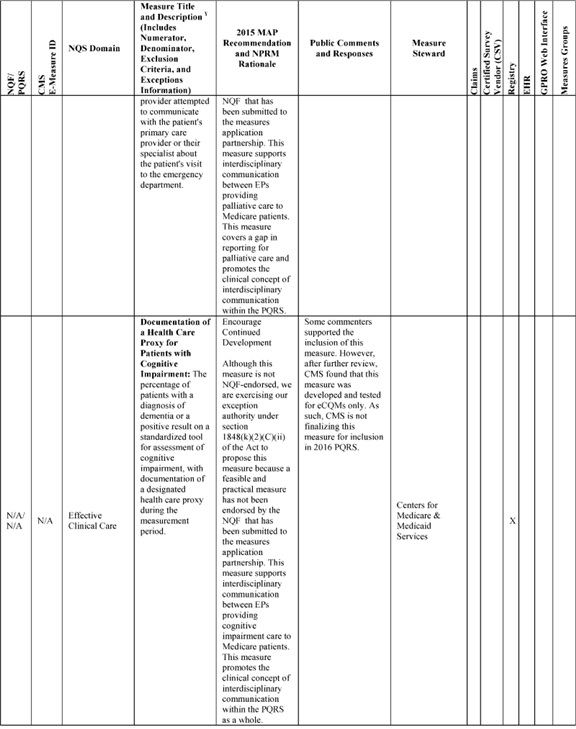 NQF/
PQRS
CMS
E-Measure ID
NQS Domain
Measure Title
and Description ¥
(Includes
Numerator,
Denominator,
Exclusion
Criteria, and
Exceptions
Information)
2015 MAP
Recommendation
and NPRM
Rationale
Public Comments
and Responses
Measure
Steward
Claims
Certified Survey
Vendor (CSV)
Registry
EHR
GPRO Web Interface
Measures Groups
provider attempted
to communicate
with the patient's
primary care
provider or their
specialist about
the patient's visit
to the emergency
department.
NQF that has
been submitted to
the measures
application
partnership. This
measure supports
interdisciplinary
communication
between EPs
providing
palliative care to
Medicare patients.
This measure
covers a gap in
reporting for
palliative care and
promotes the
clinical concept of
interdisciplinary
communication
within the PQRS.
N/A/
N/A
N/A
Effective
Clinical Care
Documentation of
a Health Care
Proxy for
Patients with
Cognitive
Impairment: The
percentage of
patients with a
diagnosis of
dementia or a
positive result on a
standardized tool
for assessment of
cognitive
impairment, with
documentation of
a designated
health care proxy
during the
measurement
period.
Encourage
Continued
Development
Although this
measure is not
NQF-endorsed, we
are exercising our
exception
authority under
section
1848(k)(2)(C)(ii)
of the Act to
propose this
measure because a
feasible and
practical measure
has not been
endorsed by the
NQF that has
been submitted to
the measures
application
partnership. This
measure supports
interdisciplinary
communication
between EPs
providing
cognitive
impairment care to
Medicare patients.
This measure
promotes the
clinical concept of
interdisciplinary
communication
within the PQRS
as a whole.
Some commenters
supported the
inclusion of this
measure. However,
after further review,
CMS found that this
measure was
developed and tested
for eCQMs only. As
such, CMS is not
finalizing this
measure for inclusion
in 2016 PQRS.
Centers for
Medicare &
Medicaid
Services
X